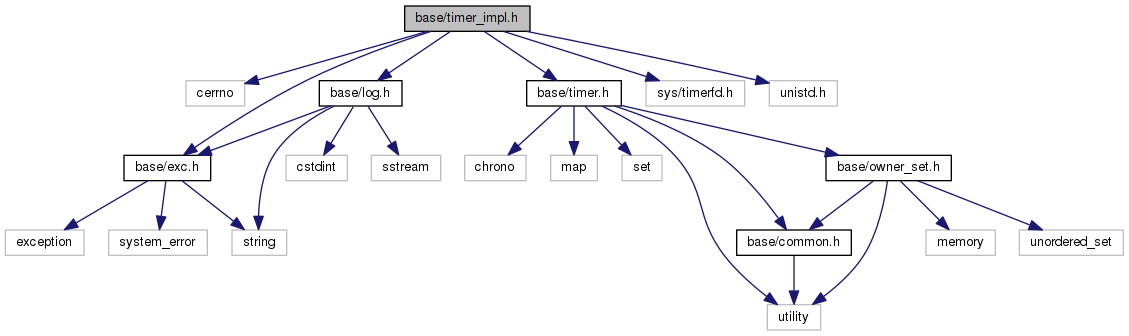 base/timer_impl.h
cerrno
base/log.h
base/timer.h
sys/timerfd.h
unistd.h
base/exc.h
cstdint
sstream
chrono
map
set
base/owner_set.h
exception
system_error
string
base/common.h
memory
unordered_set
utility